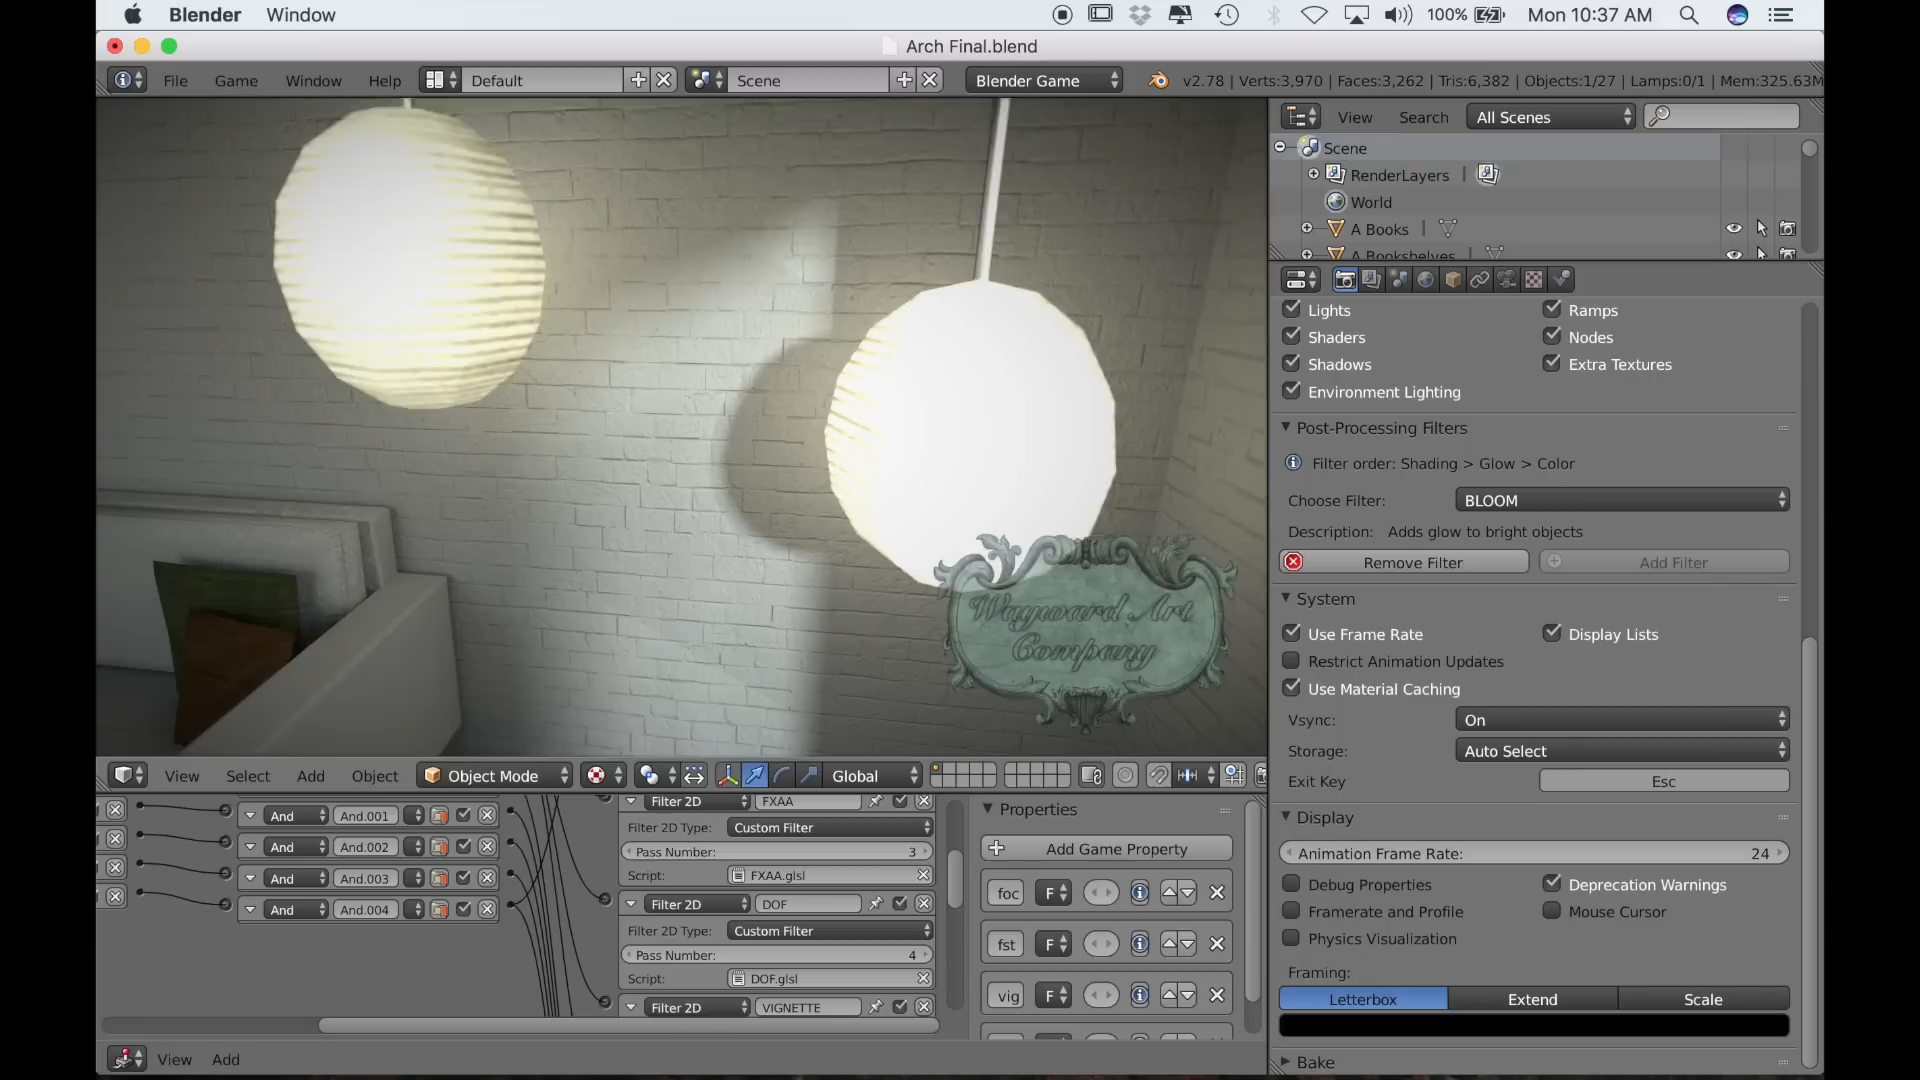 Blender Window 100% Mon 10:37 AM
Arch Final.blend
File Game Window Help Default Scene Blender Game v2.78 | Verts:3,970 | Faces:3,262 | Tris:6,382 | Objects:1/27 | Lamps:0/1 | Mem:325.63M
View Search All Scenes
Scene
RenderLayers
World
A Books
A Bookshelves
Lights Ramps
Shaders Nodes
Shadows Extra Textures
Environment Lighting
Post-Processing Filters
Filter order: Shading > Glow > Color
Choose Filter: BLOOM
Description: Adds glow to bright objects
Remove Filter Add Filter
System
Use Frame Rate Display Lists
Restrict Animation Updates
Use Material Caching
Vsync: On
Storage: Auto Select
Exit Key Esc
Display
Animation Frame Rate: 24
Debug Properties Deprecation Warnings
Framerate and Profile Mouse Cursor
Physics Visualization
Framing:
Letterbox Extend Scale
Bake
Wayward Art
Company
View Select Add Object Object Mode Global
And And.001
And And.002
And And.003
And And.004
Filter 2D FXAA
Filter 2D Type: Custom Filter
Pass Number: 3
Script: FXAA.glsl
Filter 2D DOF
Filter 2D Type: Custom Filter
Pass Number: 4
Script: DOF.glsl
Filter 2D VIGNETTE
Properties
Add Game Property
foc F
fst F
vig F
View Add